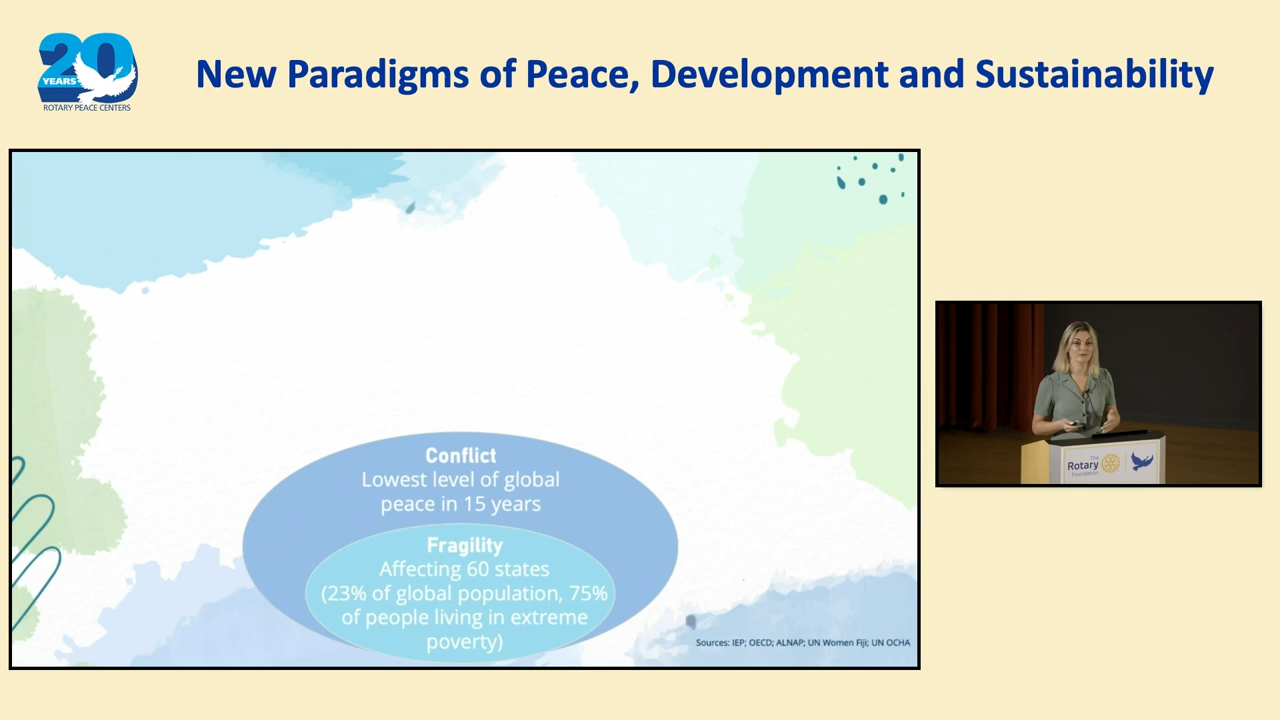 20
YEARS
ROTARY PEACE CENTERS
New Paradigms of Peace, Development and Sustainability
Conflict
Lowest level of global
peace in 15 years
Fragility
Affecting 60 states
(23% of global population, 75%
of people living in extreme
poverty)
Sources: IEP; OECD; ALNAP; UN Women Fiji; UN OCHA
The
Rotary
Foundation